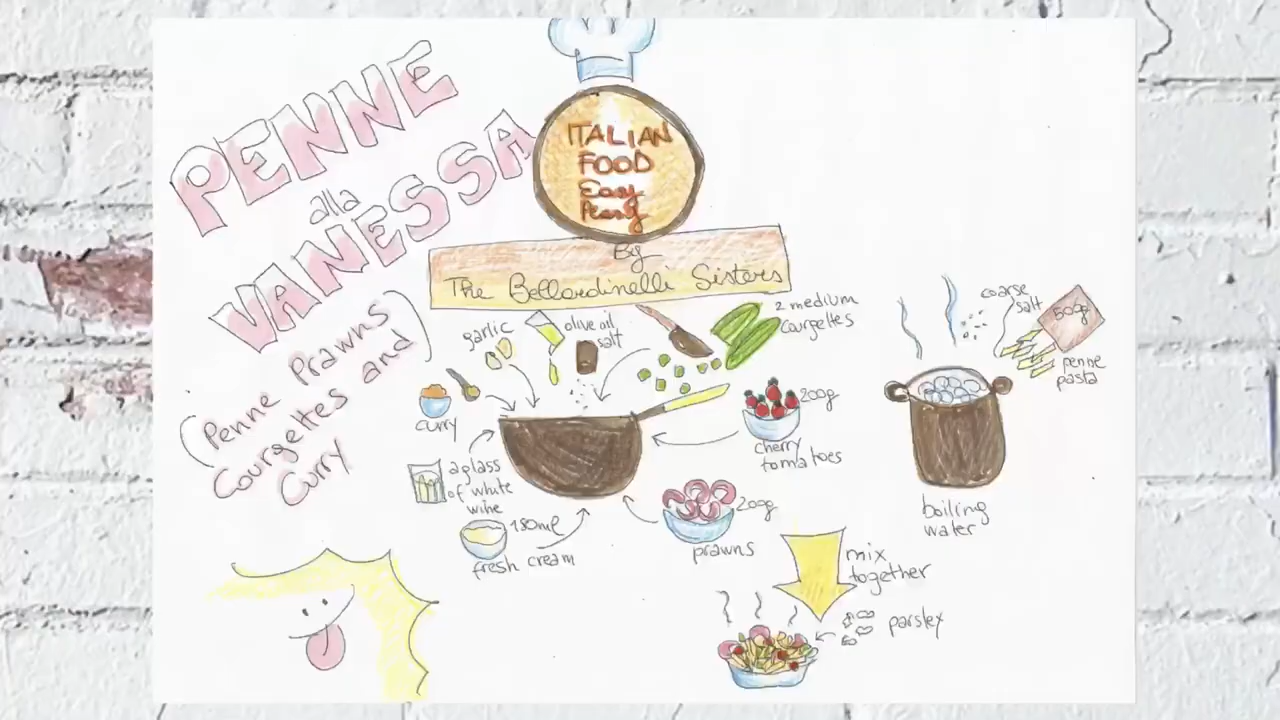 PENNE
alla
VANESSA
(Penne Prawns
Courgettes and
Curry)
ITALIAN
FOOD
Easy
Peasy
By
The Bellardinelli Sisters
garlic
olive oil
salt
2 medium
Courgettes
curry
200g
cherry
tomatoes
a glass
of white
wine
180ml
fresh cream
200g
prawns
coarse
salt
500g
penne
pasta
boiling
water
mix
together
parsley